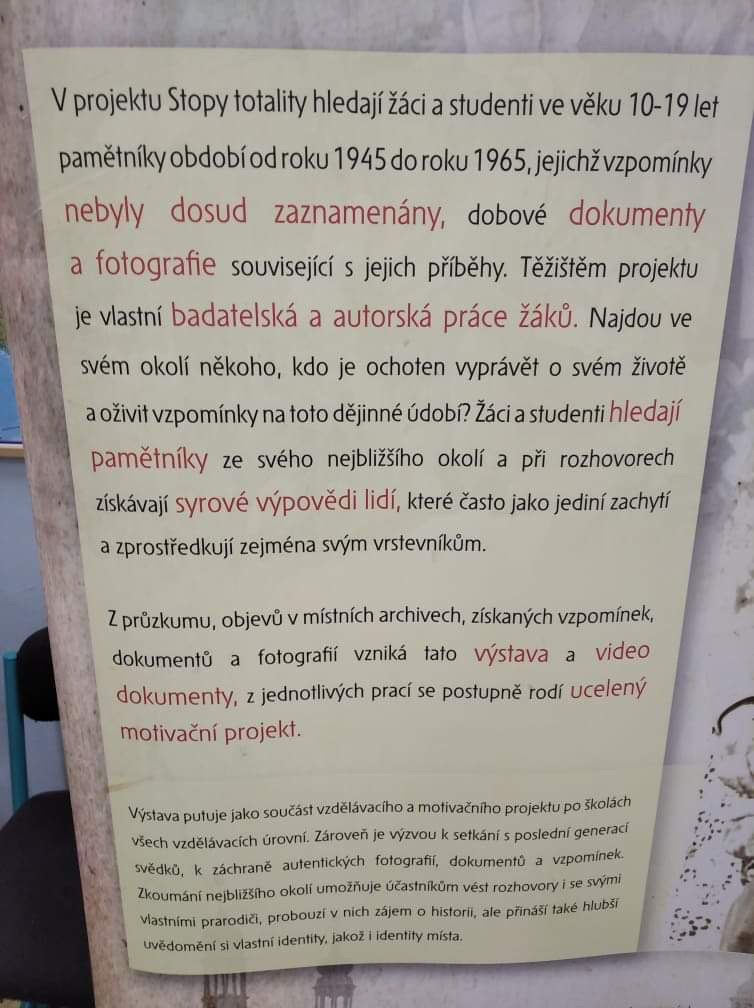 V projektu Stopy totality hledají žáci a studenti ve věku 10-19 let
pamětníky období od roku 1945 do roku 1965, jejichž vzpomínky
nebyly dosud zaznamenány, dobové dokumenty
a fotografie související s jejich příběhy. Těžištěm projektu
je vlastní badatelská a autorská práce žáků. Najdou ve
svém okolí někoho, kdo je ochoten vyprávět o svém životě
a oživit vzpomínky na toto dějinné údobí? Žáci a studenti hledají
pamětníky ze svého nejbližšího okolí a při rozhovorech
získávají syrové výpovědi lidí, které často jako jediní zachytí
a zprostředkují zejména svým vrstevníkům.
Z průzkumu, objevů v místních archivech, získaných vzpomínek,
dokumentů a fotografií vzniká tato výstava a video
dokumenty, z jednotlivých prací se postupně rodí ucelený
motivační projekt.
Výstava putuje jako součást vzdělávacího a motivačního projektu po školách
všech vzdělávacích úrovní. Zároveň je výzvou k setkání s poslední generací
svědků, k záchraně autentických fotografií, dokumentů a vzpomínek.
Zkoumání nejbližšího okolí umožňuje účastníkům vést rozhovory i se svými
vlastními prarodiči, probouzí v nich zájem o historii, ale přináší také hlubší
uvědomění si vlastní identity, jakož i identity místa.